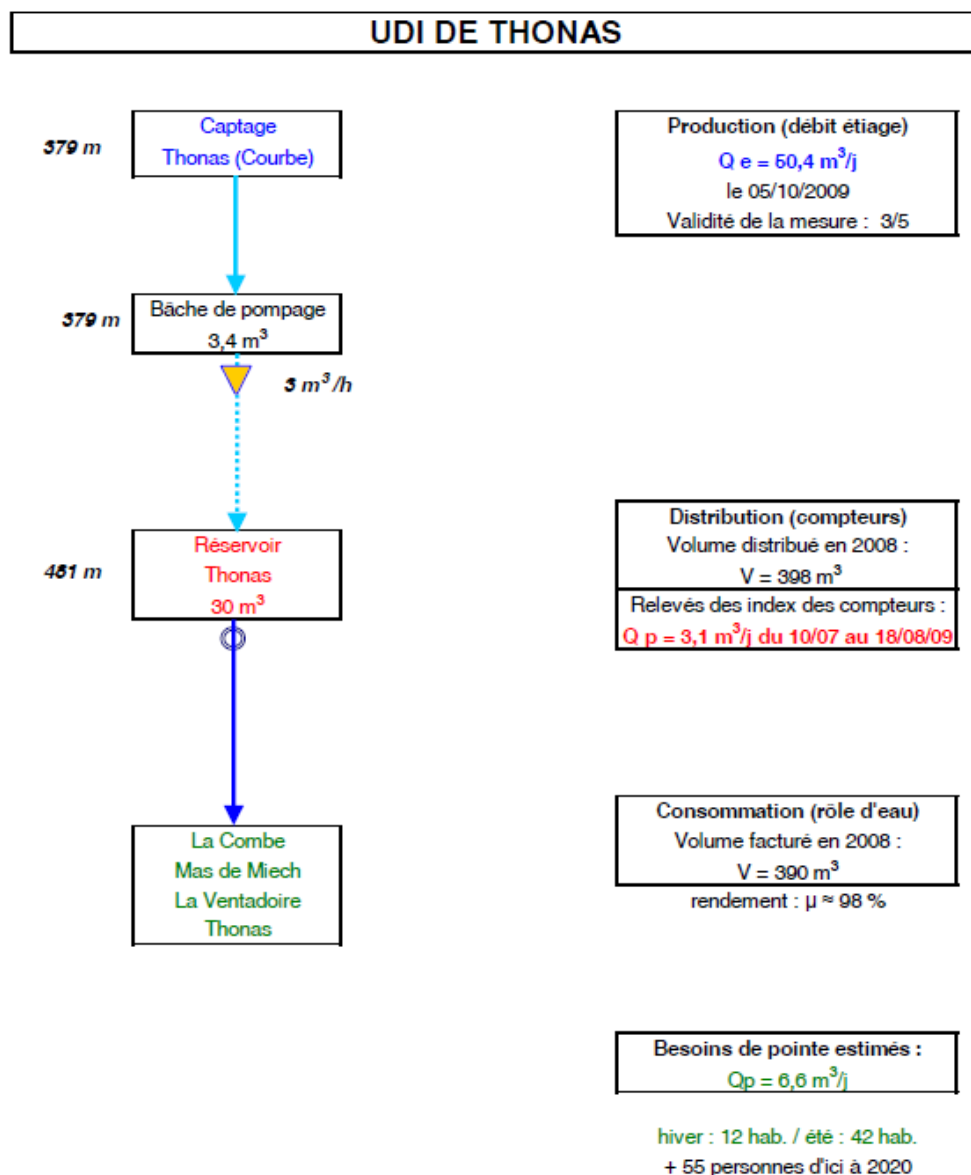 UDI DE THONAS
Captage
Thonas (Courbe)
379 m
Production (débit étiage)
Q e = 50,4 m³/j
le 05/10/2009
Validité de la mesure : 3/5
Bâche de pompage
3,4 m³
379 m
3 m³/h
Réservoir
Thonas
30 m³
481 m
Distribution (compteurs)
Volume distribué en 2008 :
V = 398 m³
Relevés des index des compteurs :
Q p = 3,1 m³/j du 10/07 au 18/08/09
La Combe
Mas de Miech
La Ventadoire
Thonas
Consommation (rôle d'eau)
Volume facturé en 2008 :
V = 390 m³
rendement : µ ≈ 98 %
Besoins de pointe estimés :
Qp = 6,6 m³/j
hiver : 12 hab. / été : 42 hab.
+ 55 personnes d'ici à 2020